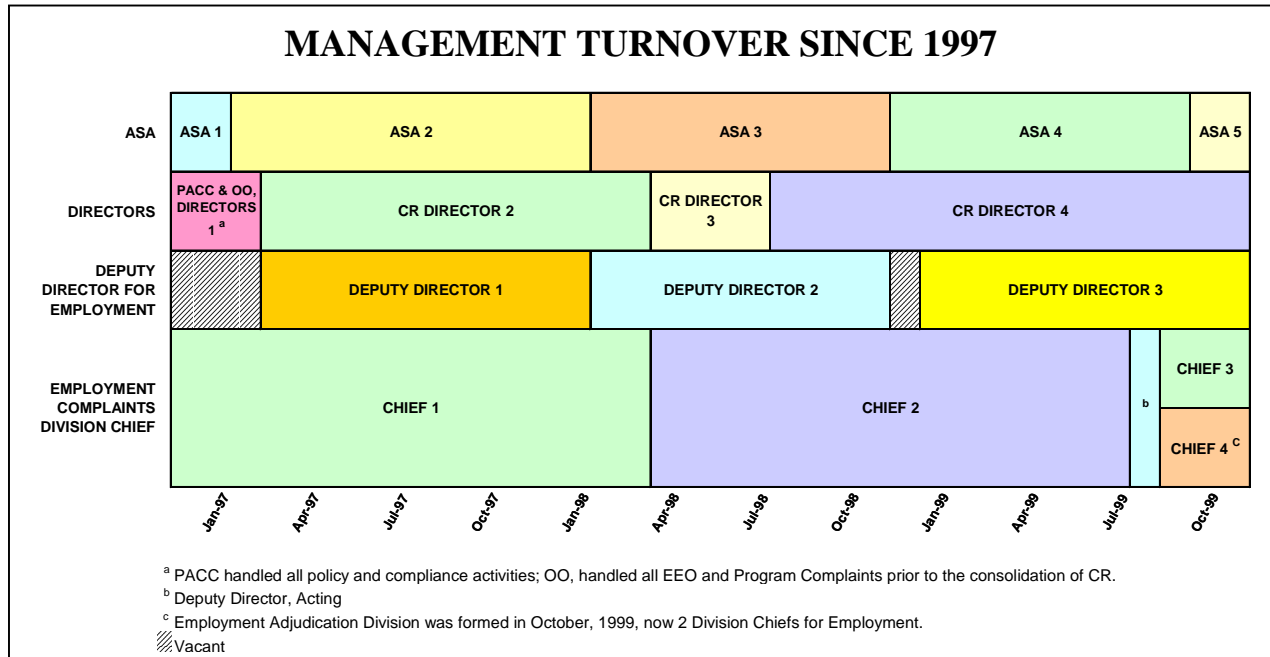 MANAGEMENT TURNOVER SINCE 1997
ASA
ASA 1
ASA 2
ASA 3
ASA 4
ASA 5
DIRECTORS
PACC & OO,
DIRECTORS
1 a
CR DIRECTOR 2
CR DIRECTOR
3
CR DIRECTOR 4
DEPUTY
DIRECTOR FOR
EMPLOYMENT
DEPUTY DIRECTOR 1
DEPUTY DIRECTOR 2
DEPUTY DIRECTOR 3
EMPLOYMENT
COMPLAINTS
DIVISION CHIEF
CHIEF 1
CHIEF 2
b
CHIEF 3
CHIEF 4 C
Jan-97
Apr-97
Jul-97
Oct-97
Jan-98
Apr-98
Jul-98
Oct-98
Jan-99
Apr-99
Jul-99
Oct-99
a PACC handled all policy and compliance activities; OO, handled all EEO and Program Complaints prior to the consolidation of CR.
b Deputy Director, Acting
c Employment Adjudication Division was formed in October, 1999, now 2 Division Chiefs for Employment.
Vacant